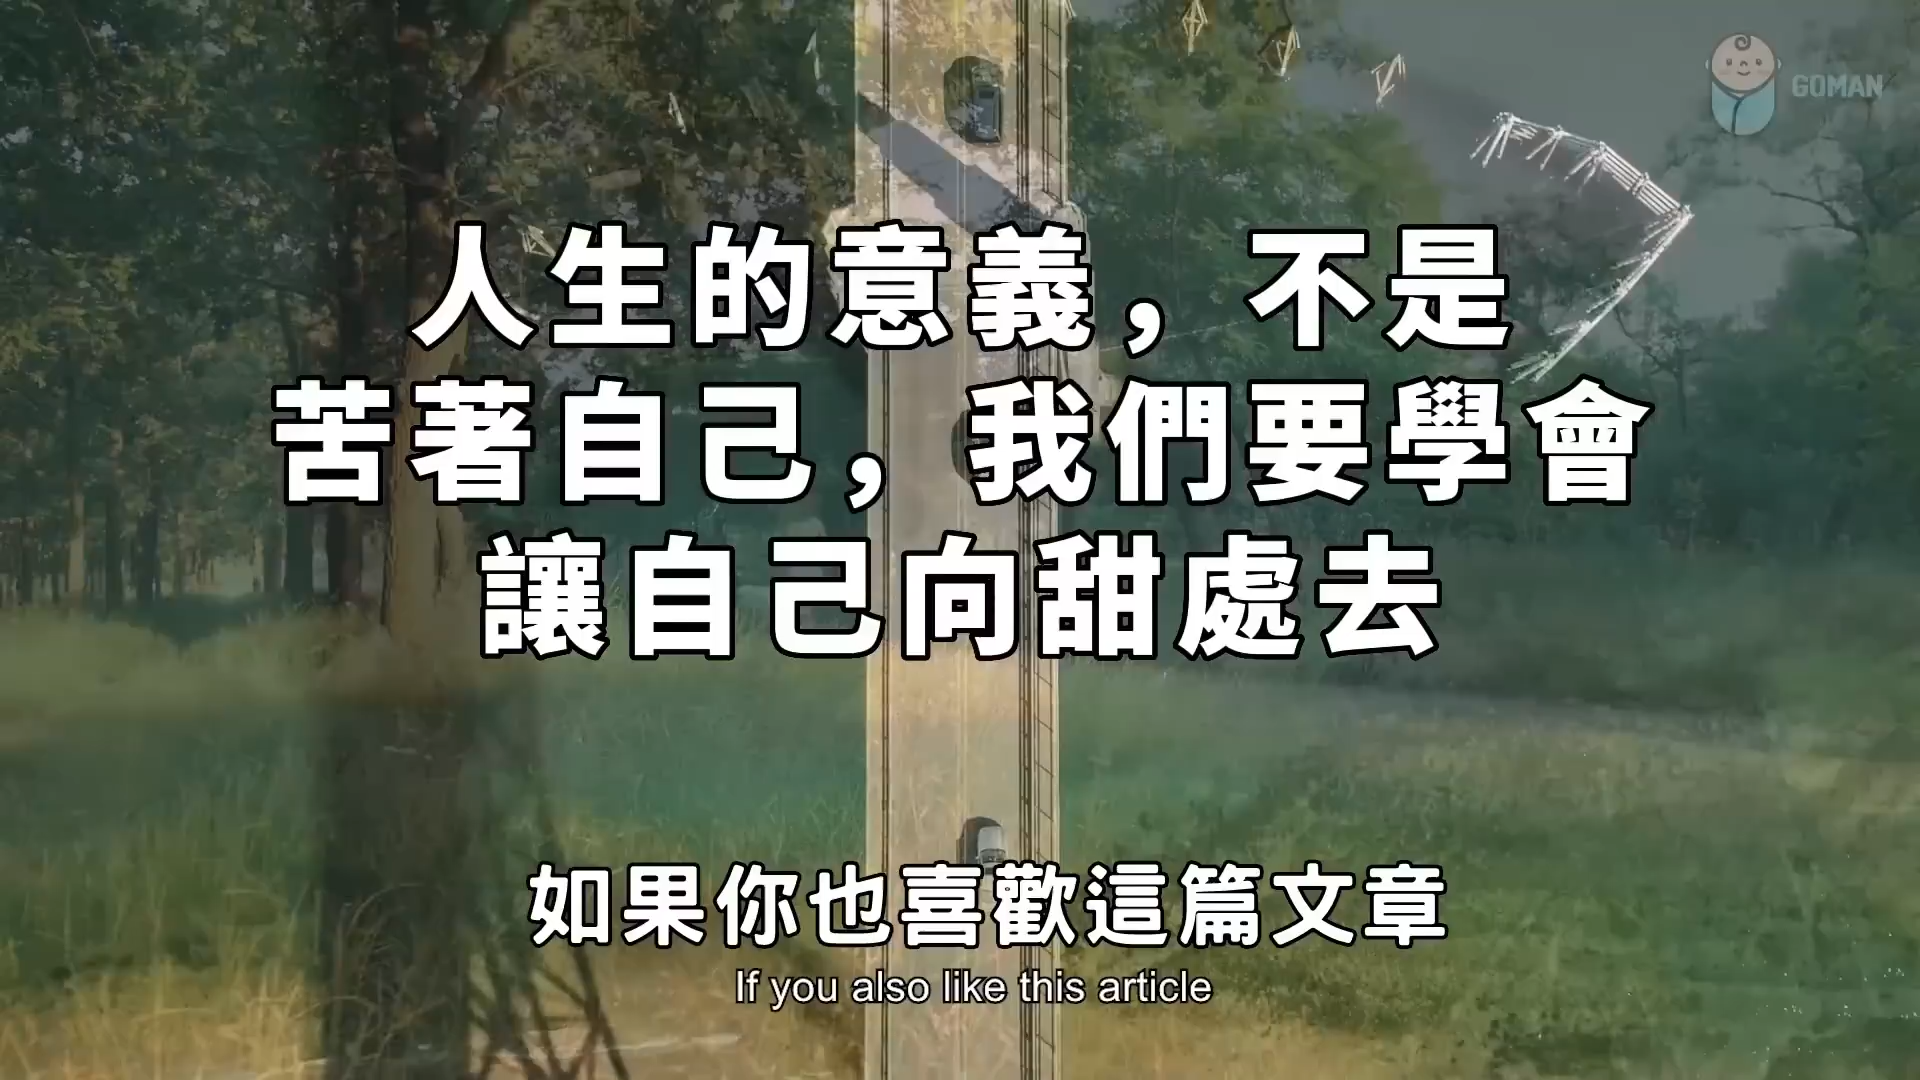 GOMAN
人生的意義，不是
苦著自己，我們要學會
讓自己向甜處去
如果你也喜歡這篇文章
If you also like this article